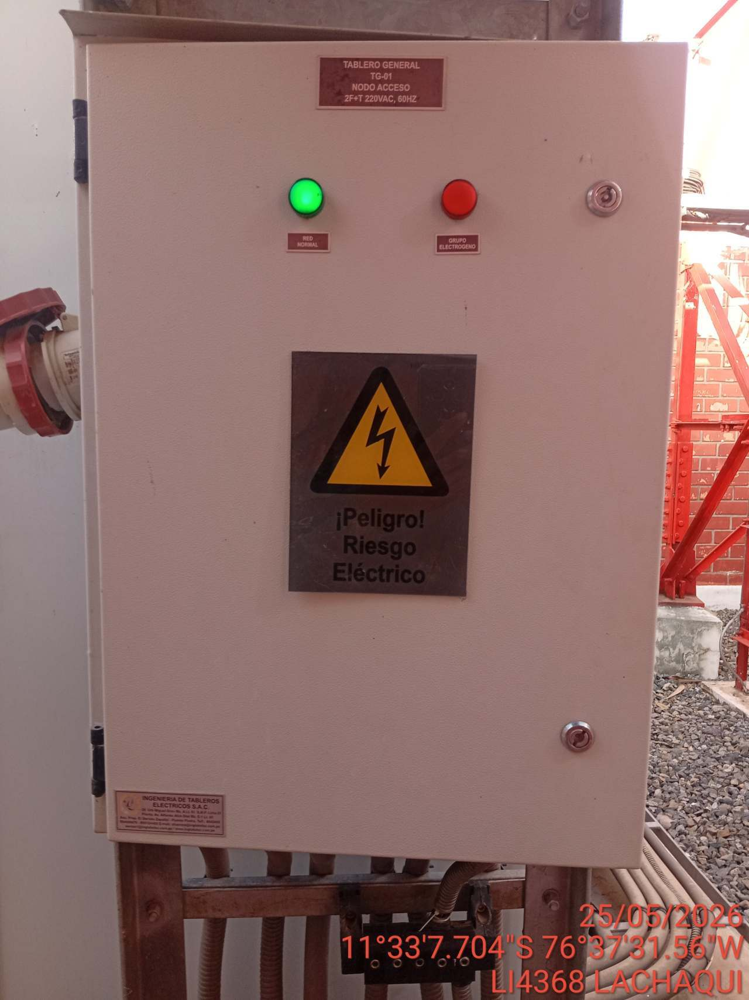 TABLERO GENERAL
TG-01
NODO ACCESO
2F+T 220VAC, 60HZ
RED
NORMAL
GRUPO
ELECTROGENO
¡Peligro!
Riesgo
Eléctrico
INGENIERIA DE TABLEROS
ELECTRICOS S.A.C.
25/05/2026
11°33'7.704"S 76°37'31.56"W
LI4368 LACHAQUI